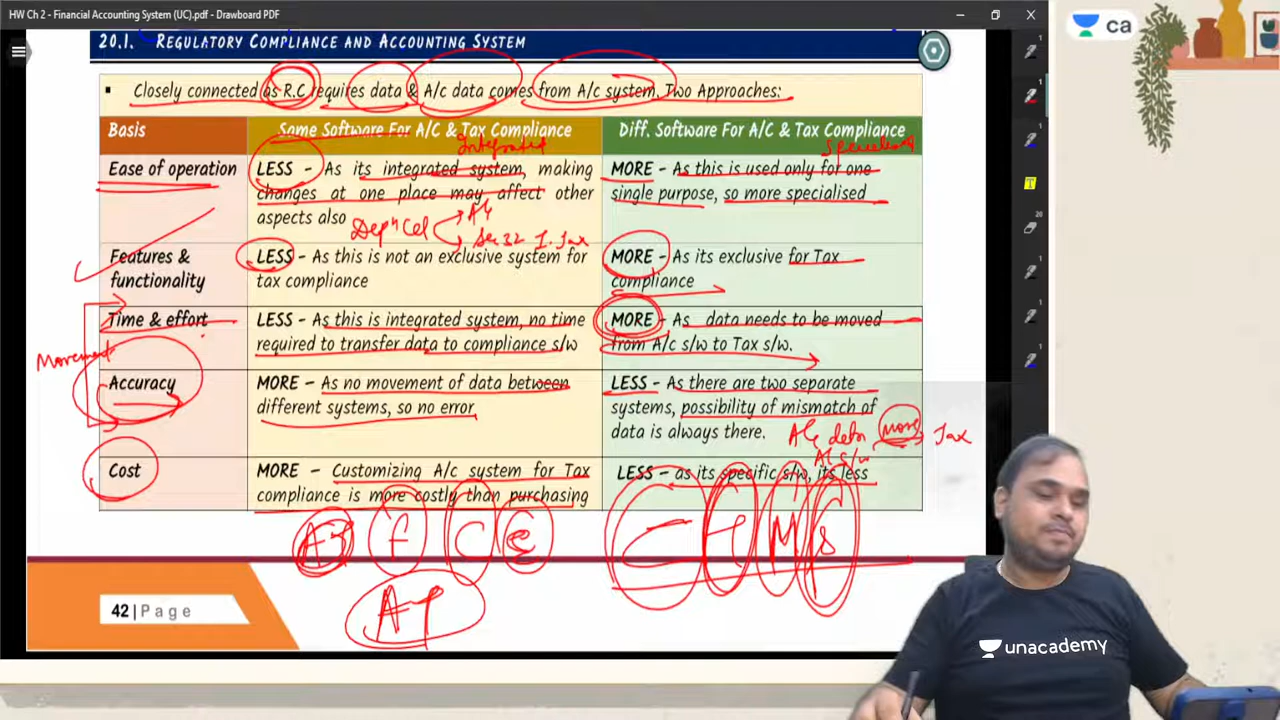 HW Ch 2 - Financial Accounting System (UC).pdf - Drawboard PDF
ca
20.1. REGULATORY COMPLIANCE AND ACCOUNTING SYSTEM
▪ Closely connected as R.C requires data & A/c data comes from A/c system, Two Approaches:
Basis
Same Software For A/C & Tax Compliance
Diff. Software For A/C & Tax Compliance
Integrated
Specialised
Ease of operation
LESS - As its integrated system, making
changes at one place may affect other
aspects also
MORE - As this is used only for one
single purpose, so more specialised
Depn Cal
A/c
Sec 32 I. Tax
Features &
functionality
LESS - As this is not an exclusive system for
tax compliance
MORE - As its exclusive for Tax
compliance
Time & effort
LESS - As this is integrated system, no time
required to transfer data to compliance s/w
MORE - As data needs to be moved
from A/c s/w to Tax s/w.
Movement
Accuracy
MORE - As no movement of data between
different systems, so no error
LESS - As there are two separate
systems, possibility of mismatch of
data is always there.
A/c data move Tax
A/c s/w
Cost
MORE - Customizing A/c system for Tax
compliance is more costly than purchasing
LESS - as its specific s/w, its less
42 | Page
unacademy